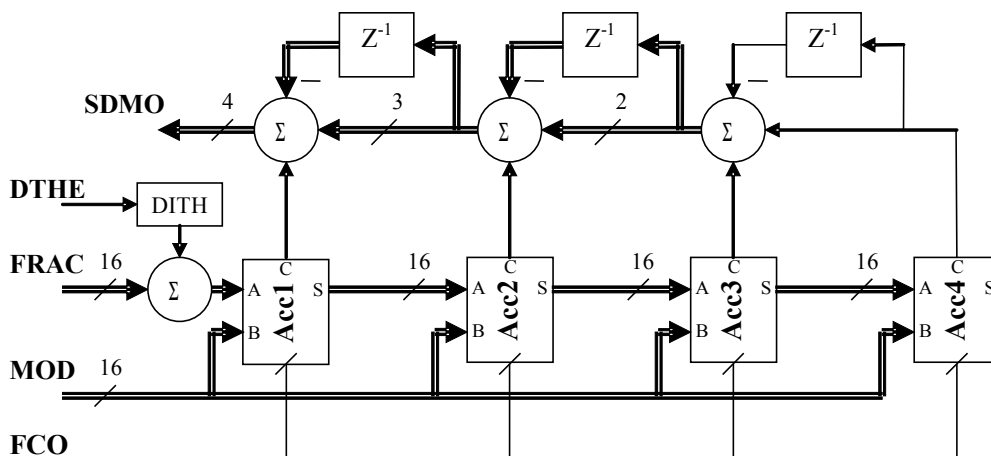 Z⁻¹ Z⁻¹ Z⁻¹
— — —
SDMO 4 Σ 3 Σ 2 Σ
DTHE DITH
FRAC 16 Σ A B C S Acc1 16 A B C S Acc2 16 A B C S Acc3 16 A B C S Acc4
MOD 16
FCO